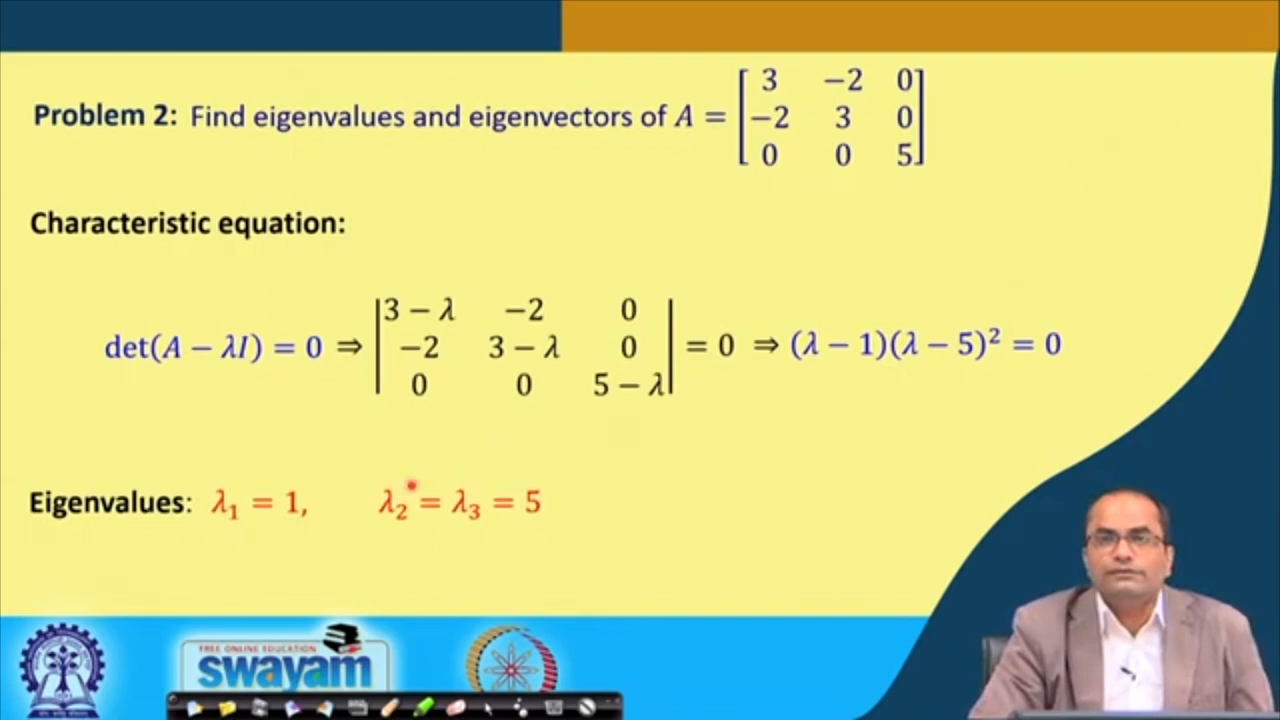 Problem 2: Find eigenvalues and eigenvectors of A = [3 −2 0
−2 3 0
0 0 5]
Characteristic equation:
det(A − λI) = 0 ⇒ |3 − λ −2 0
−2 3 − λ 0
0 0 5 − λ| = 0 ⇒ (λ − 1)(λ − 5)² = 0
Eigenvalues: λ₁ = 1, λ₂ = λ₃ = 5
FREE ONLINE EDUCATION
swayam